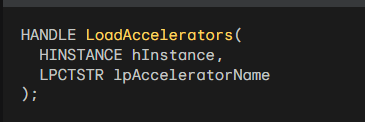 HANDLE LoadAccelerators(
  HINSTANCE hInstance,
  LPCTSTR lpAcceleratorName
);